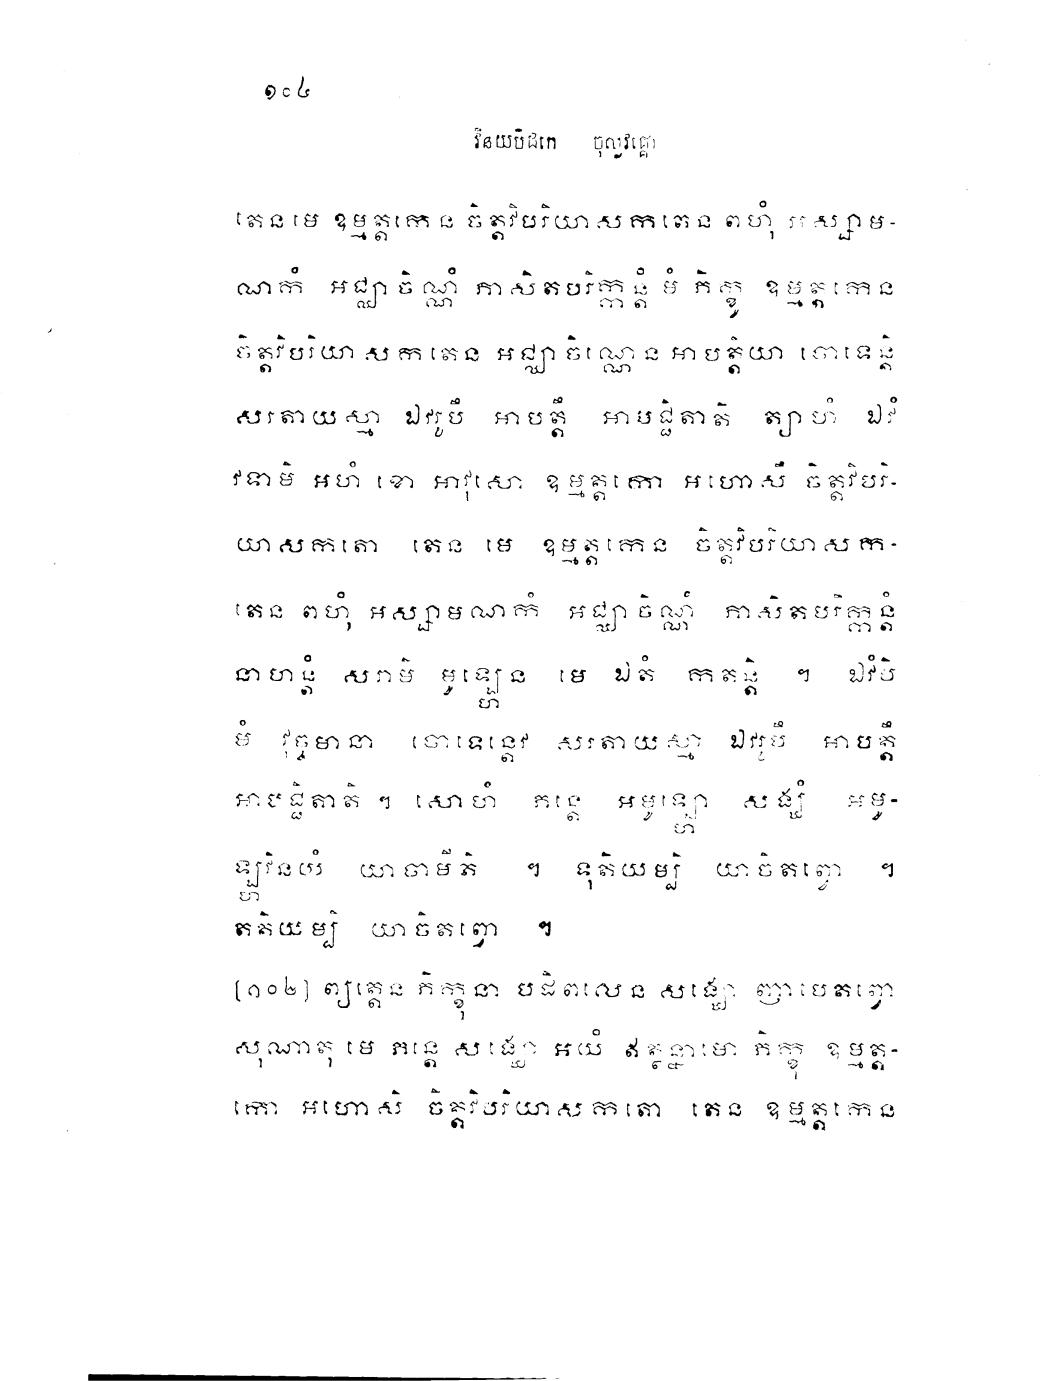 ១០៤
វិនយបិដកេ ចុល្លវគ្គោ
តេន មេ ឧម្មត្តកេន ចិត្តវិបរិយាសកតេន ពហុំ អស្សាម-
ណកំ អជ្ឈាចិណ្ណំ ភាសិតបរិក្កន្តំ មំ ភិក្ខូ ឧម្មត្តកេន
ចិត្តវិបរិយាសកតេន អជ្ឈាចិណ្ណេន អាបត្តិយា ចោទេន្តិ
សរតាយស្មា ឯវរូបឹ អាបត្តឹ អាបជ្ជិតាតិ ត្យាហំ ឯវំ
វទាមិ អហំ ខោ អាវុសោ ឧម្មត្តកោ អហោសឹ ចិត្តវិបរិ-
យាសកតោ តេន មេ ឧម្មត្តកេន ចិត្តវិបរិយាសក-
តេន ពហុំ អស្សាមណកំ អជ្ឈាចិណ្ណំ ភាសិតបរិក្កន្តំ
នាហន្តំ សរាមិ មូឡ្ហេន មេ ឯតំ កតន្តិ ។ ឯវំបិ
មំ វុច្ចមានា ចោទេន្តេវ សរតាយស្មា ឯវរូបឹ អាបត្តឹ
អាបជ្ជិតាតិ ។ សោហំ ភន្តេ អមូឡ្ហោ សង្ឃំ អមូ-
ឡ្ហវិនយំ យាចាមីតិ ។ ទុតិយម្បិ យាចិតព្វោ ។
តតិយម្បិ យាចិតព្វោ ។
[១០២] ព្យត្តេន ភិក្ខុនា បដិពលេន សង្ឃោ ញាបេតព្វោ
សុណាតុ មេ ភន្តេ សង្ឃោ អយំ ឥត្ថន្នាមោ ភិក្ខុ ឧម្មត្ត-
កោ អហោសិ ចិត្តវិបរិយាសកតោ តេន ឧម្មត្តកេន